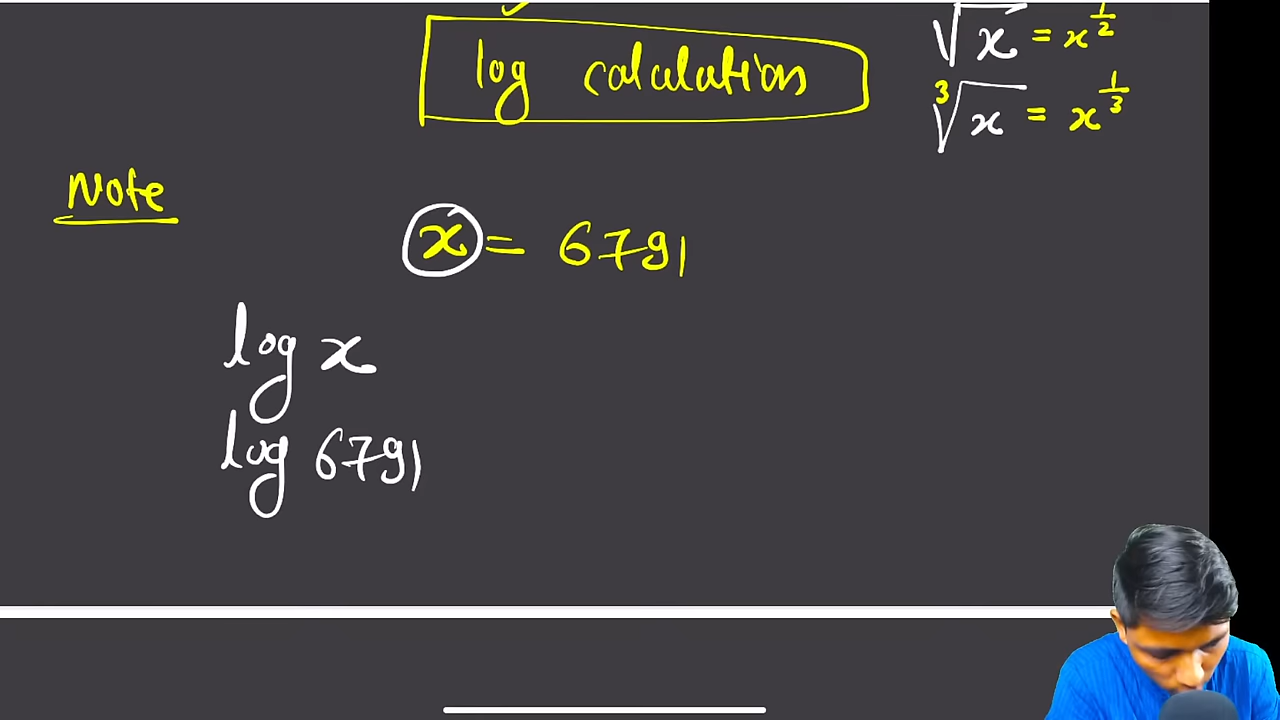 log calculation
√x = x^{1/2}
∛x = x^{1/3}
Note
x = 6791
log x
log 6791